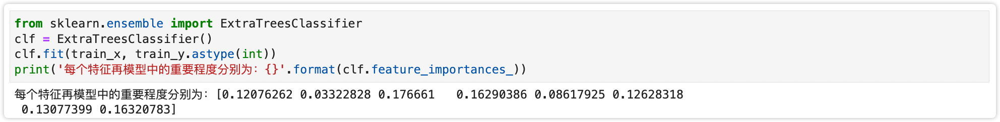 from sklearn.ensemble import ExtraTreesClassifier
clf = ExtraTreesClassifier()
clf.fit(train_x, train_y.astype(int))
print('每个特征再模型中的重要程度分别为：{}'.format(clf.feature_importances_))
每个特征再模型中的重要程度分别为：[0.12076262 0.03322828 0.176661   0.16290386 0.08617925 0.12628318
 0.13077399 0.16320783]